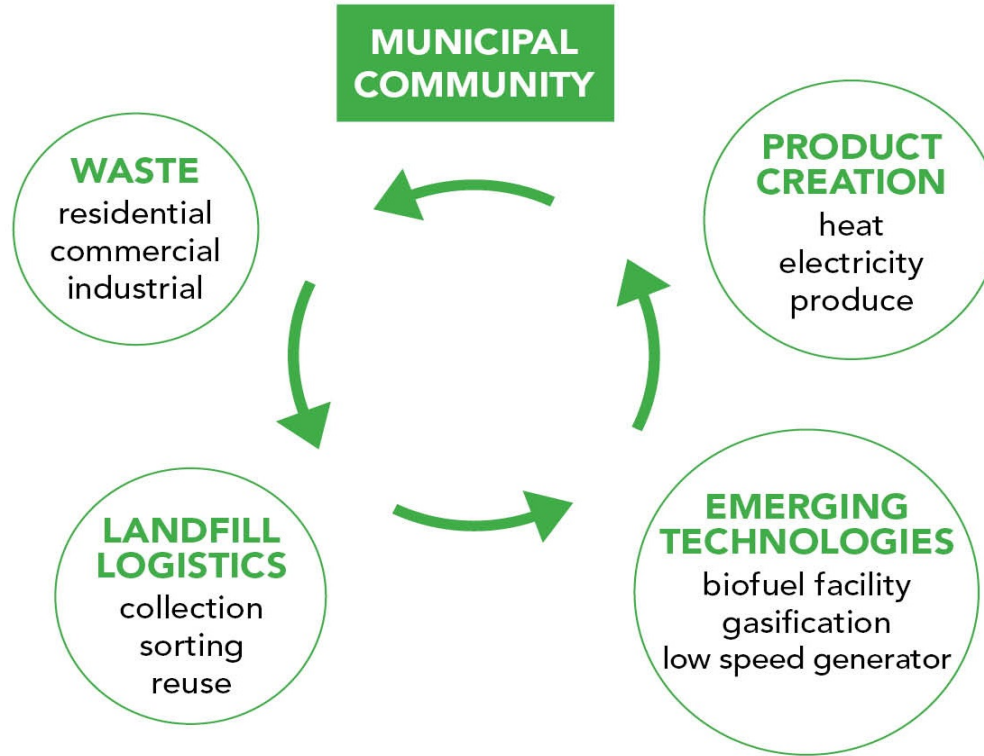 MUNICIPAL
COMMUNITY
WASTE
residential
commercial
industrial
PRODUCT
CREATION
heat
electricity
produce
LANDFILL
LOGISTICS
collection
sorting
reuse
EMERGING
TECHNOLOGIES
biofuel facility
gasification
low speed generator